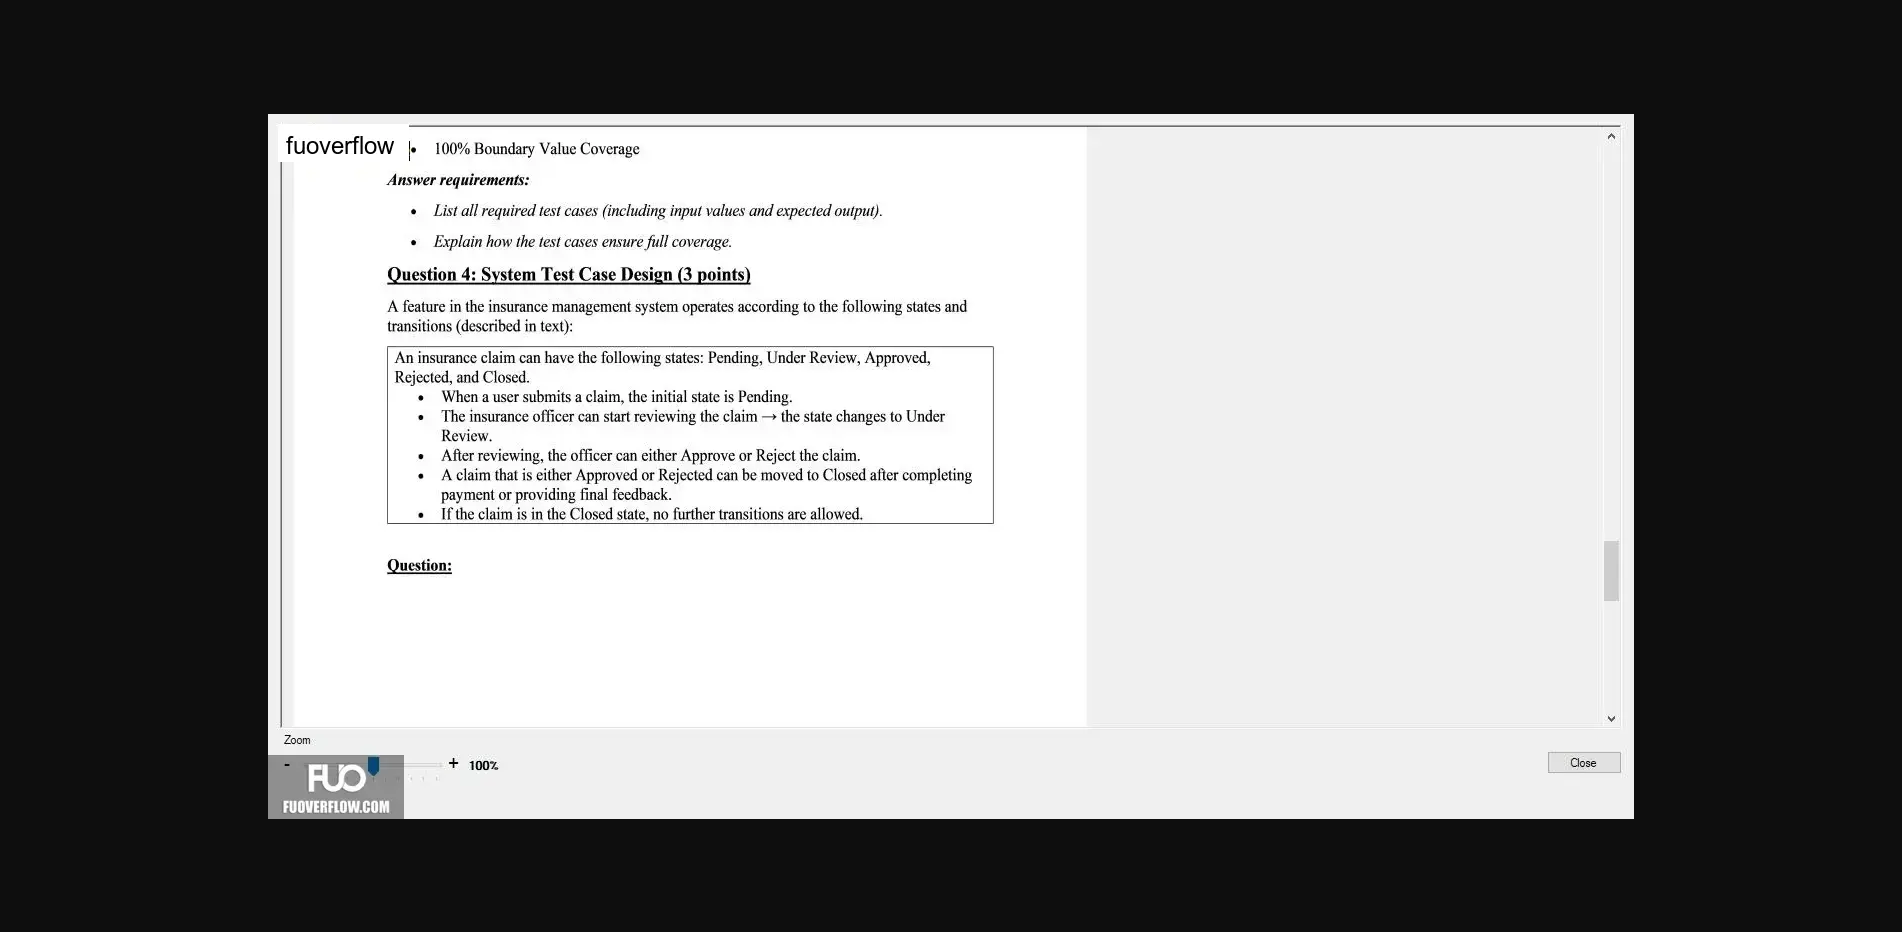 fuoverflow
• 100% Boundary Value Coverage
Answer requirements:
• List all required test cases (including input values and expected output).
• Explain how the test cases ensure full coverage.
Question 4: System Test Case Design (3 points)
A feature in the insurance management system operates according to the following states and
transitions (described in text):
An insurance claim can have the following states: Pending, Under Review, Approved,
Rejected, and Closed.
• When a user submits a claim, the initial state is Pending.
• The insurance officer can start reviewing the claim → the state changes to Under
Review.
• After reviewing, the officer can either Approve or Reject the claim.
• A claim that is either Approved or Rejected can be moved to Closed after completing
payment or providing final feedback.
• If the claim is in the Closed state, no further transitions are allowed.
Question:
Zoom
- + 100%
Close
FUO
FUOVERFLOW.COM